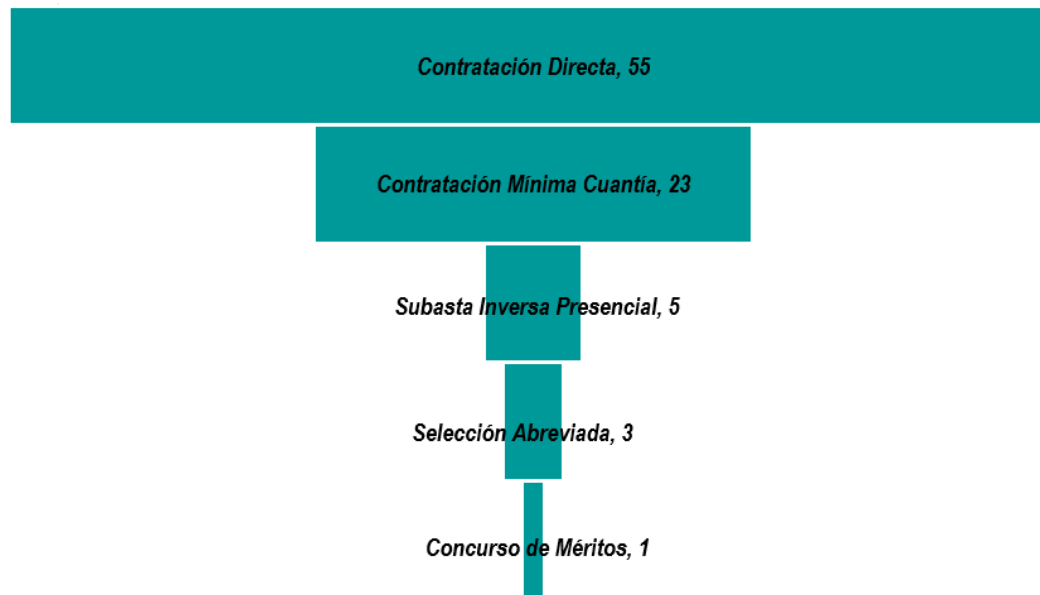 Contratación Directa, 55
Contratación Mínima Cuantía, 23
Subasta Inversa Presencial, 5
Selección Abreviada, 3
Concurso de Méritos, 1